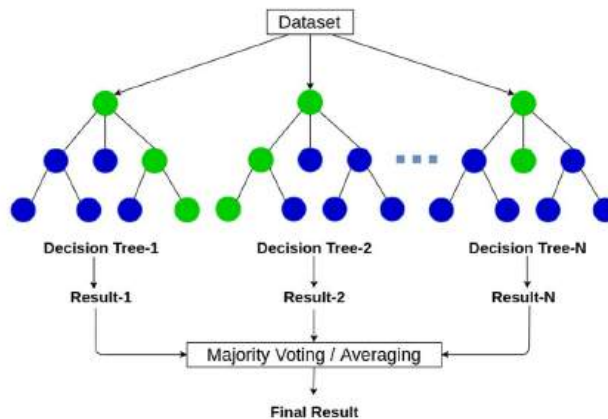 Dataset
Decision Tree-1
Decision Tree-2
Decision Tree-N
Result-1
Result-2
Result-N
Majority Voting / Averaging
Final Result